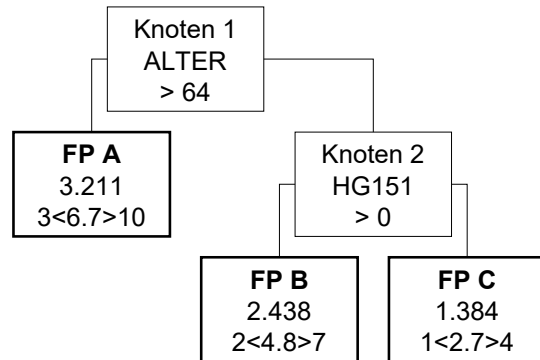 Knoten 1
ALTER
> 64
FP A
3.211
3<6.7>10
Knoten 2
HG151
> 0
FP B
2.438
2<4.8>7
FP C
1.384
1<2.7>4